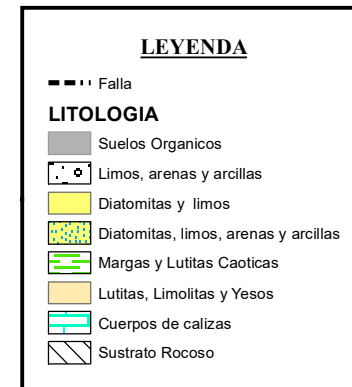 LEYENDA
Falla
LITOLOGIA
Suelos Organicos
Limos, arenas y arcillas
Diatomitas y limos
Diatomitas, limos, arenas y arcillas
Margas y Lutitas Caoticas
Lutitas, Limolitas y Yesos
Cuerpos de calizas
Sustrato Rocoso